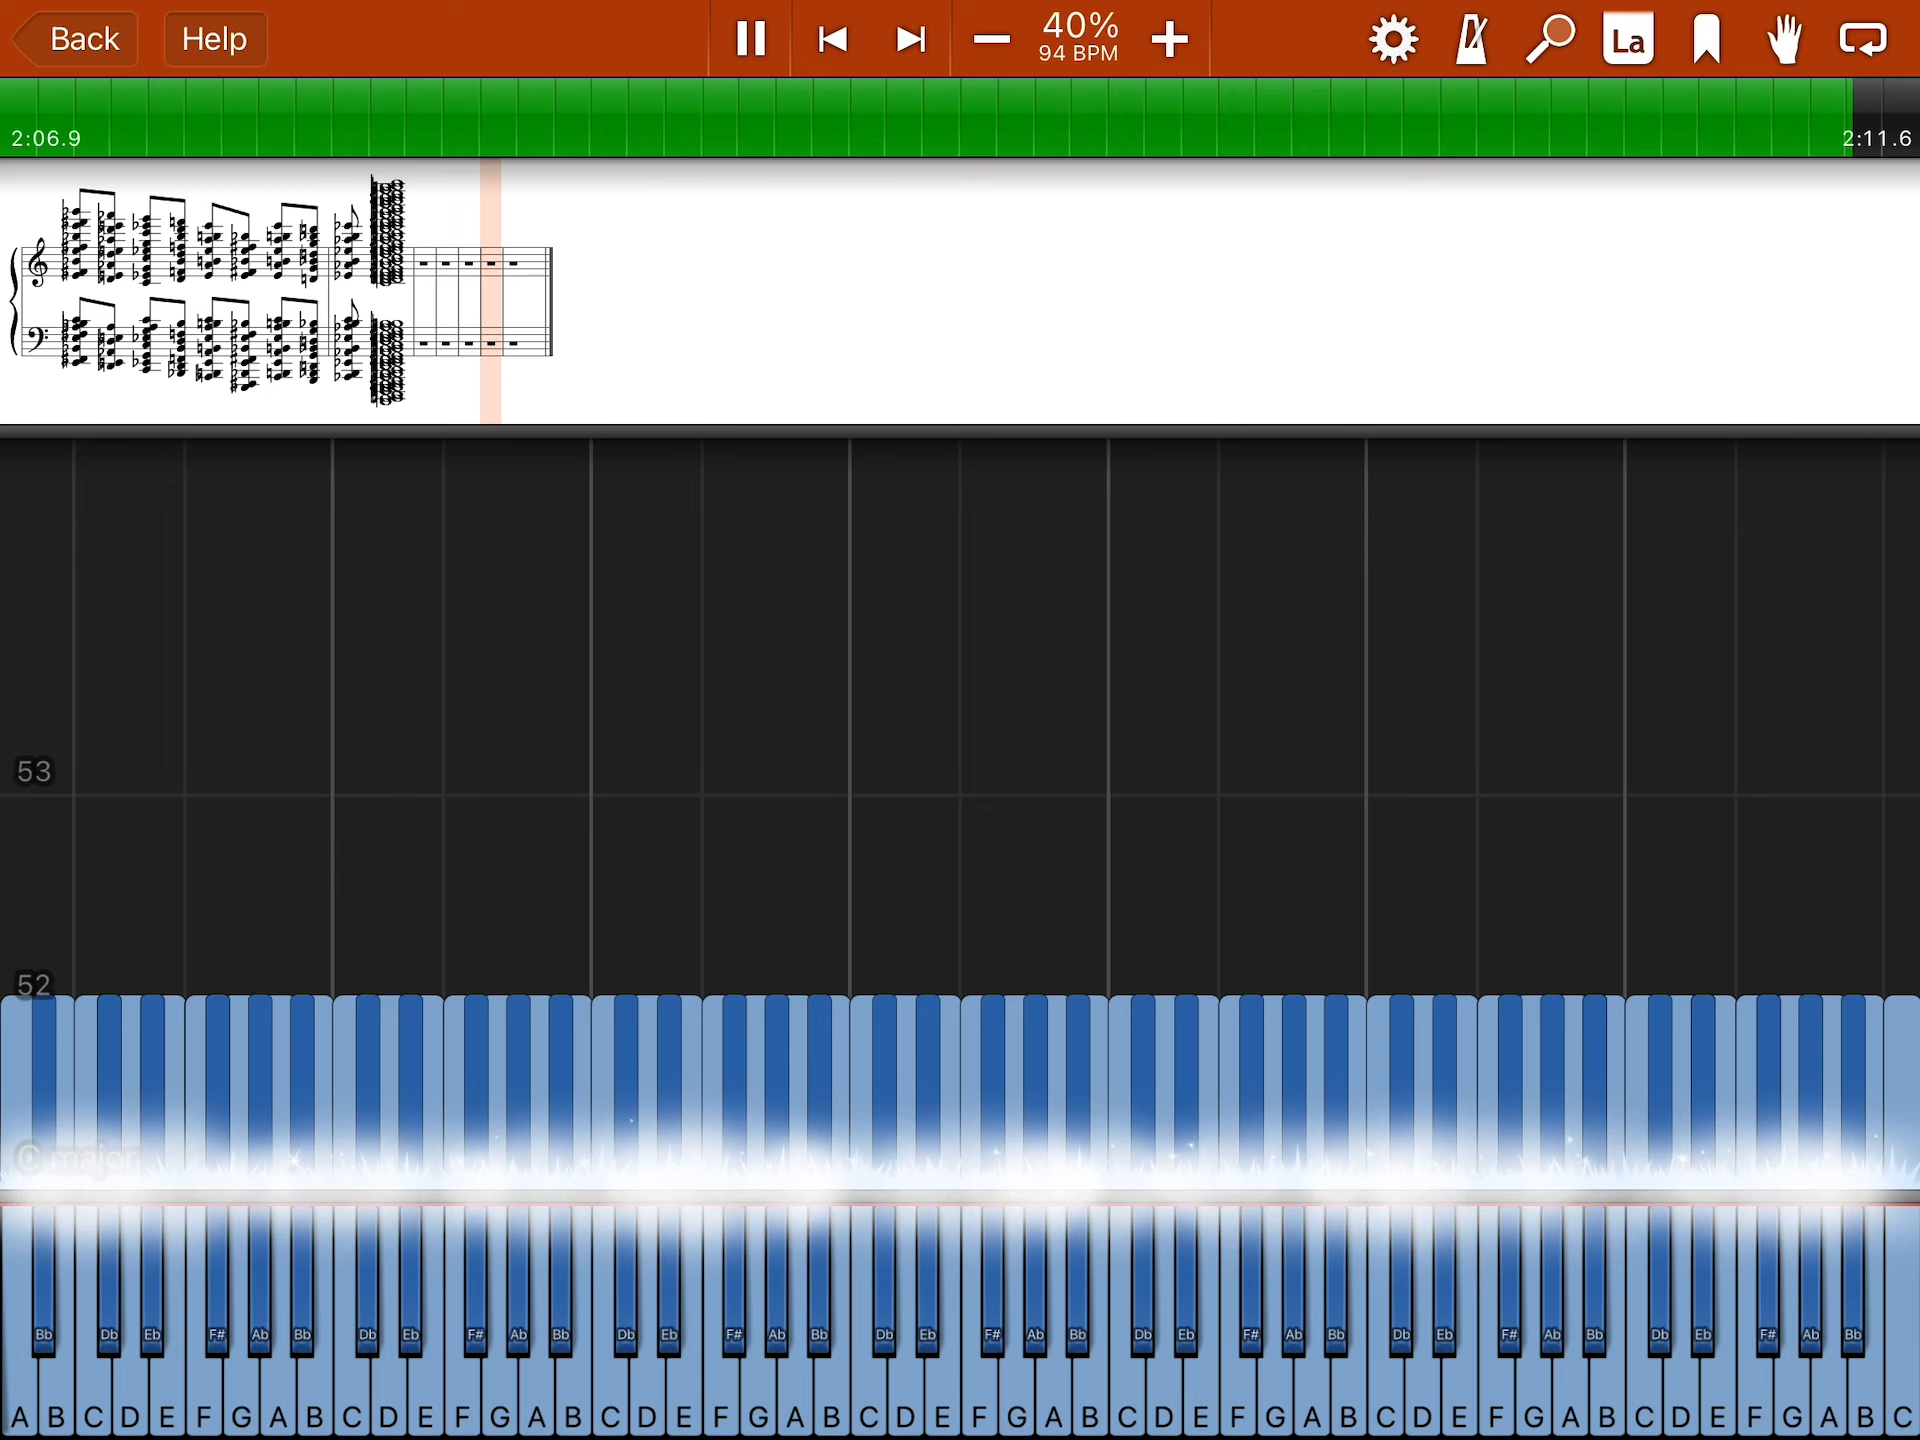 Back Help 40% La
94 BPM
2:06.9 2:11.6
53
52
C major
Bb Db Eb F# Ab Bb Db Eb F# Ab Bb Db Eb F# Ab Bb Db Eb F# Ab Bb Db Eb F# Ab Bb Db Eb F# Ab Bb Db Eb F# Ab Bb
A B C D E F G A B C D E F G A B C D E F G A B C D E F G A B C D E F G A B C D E F G A B C D E F G A B C